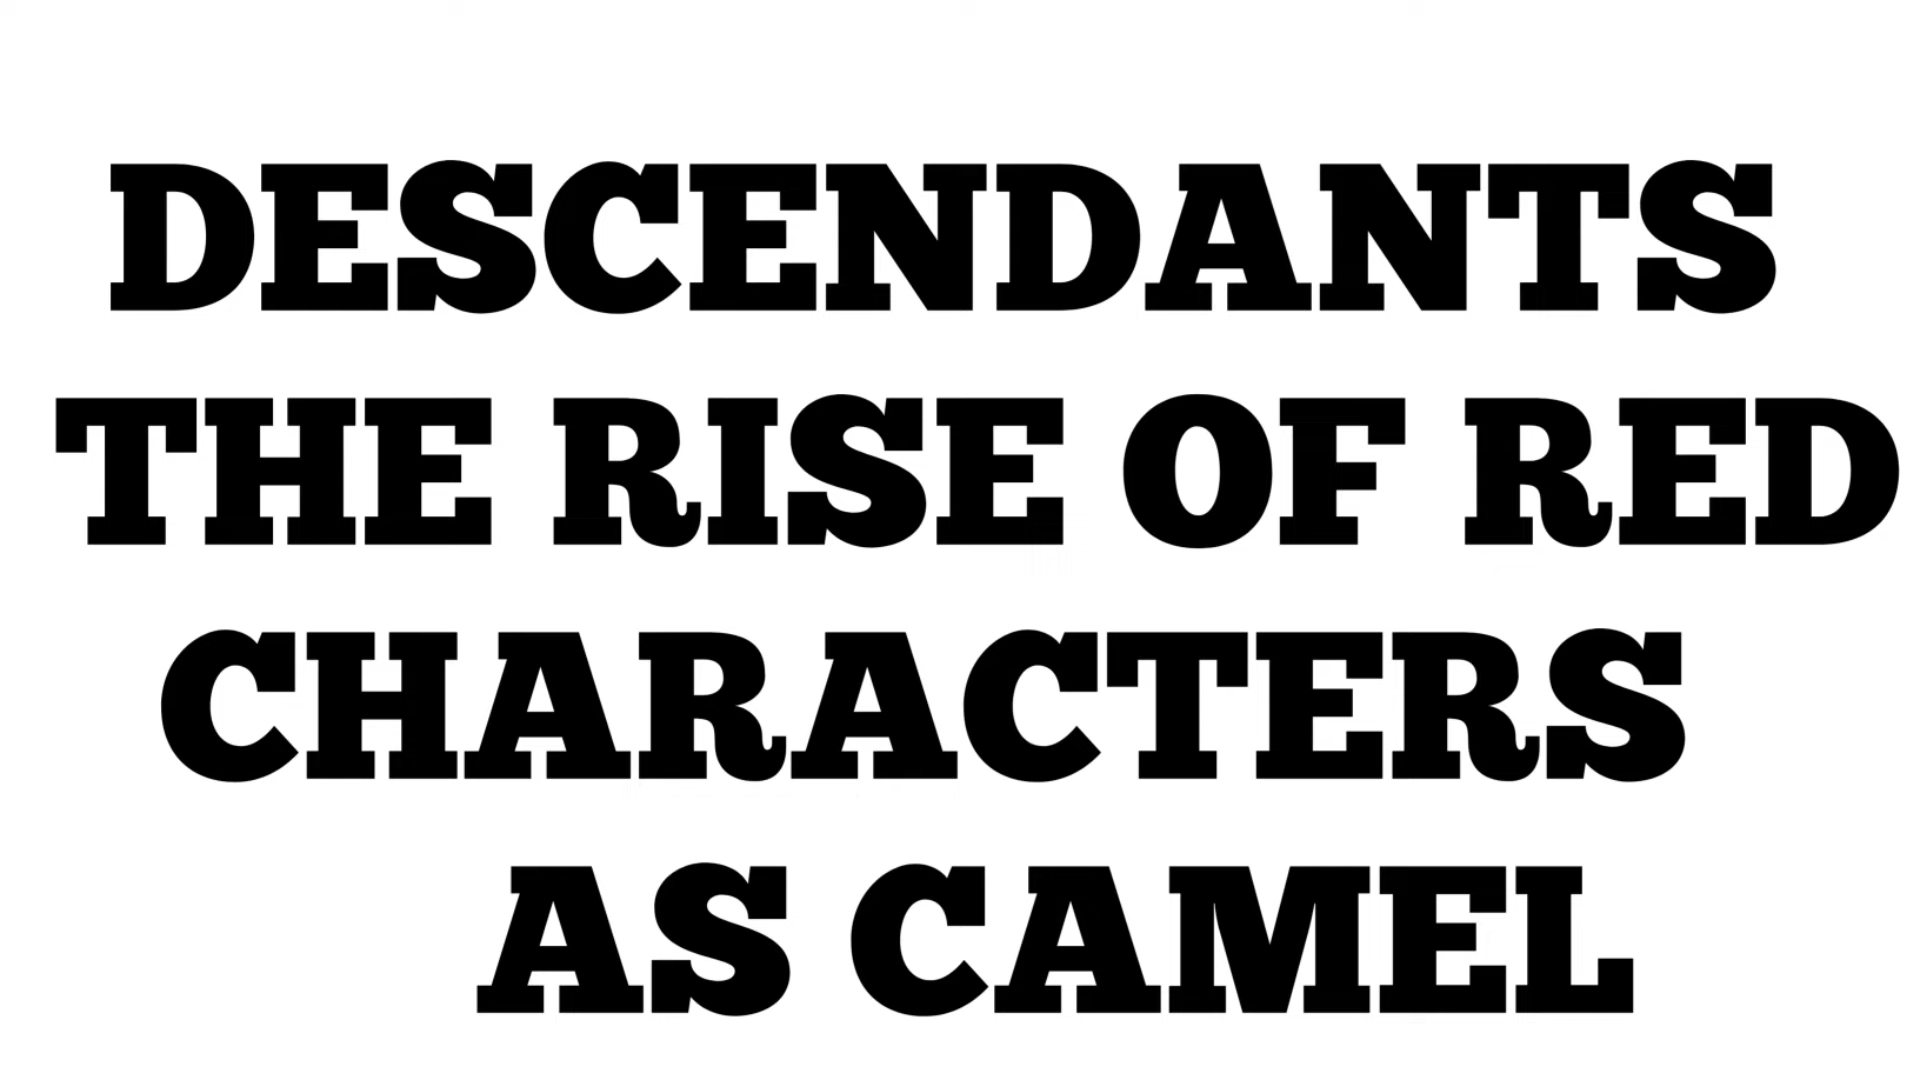 DESCENDANTS
THE RISE OF RED
CHARACTERS
AS CAMEL